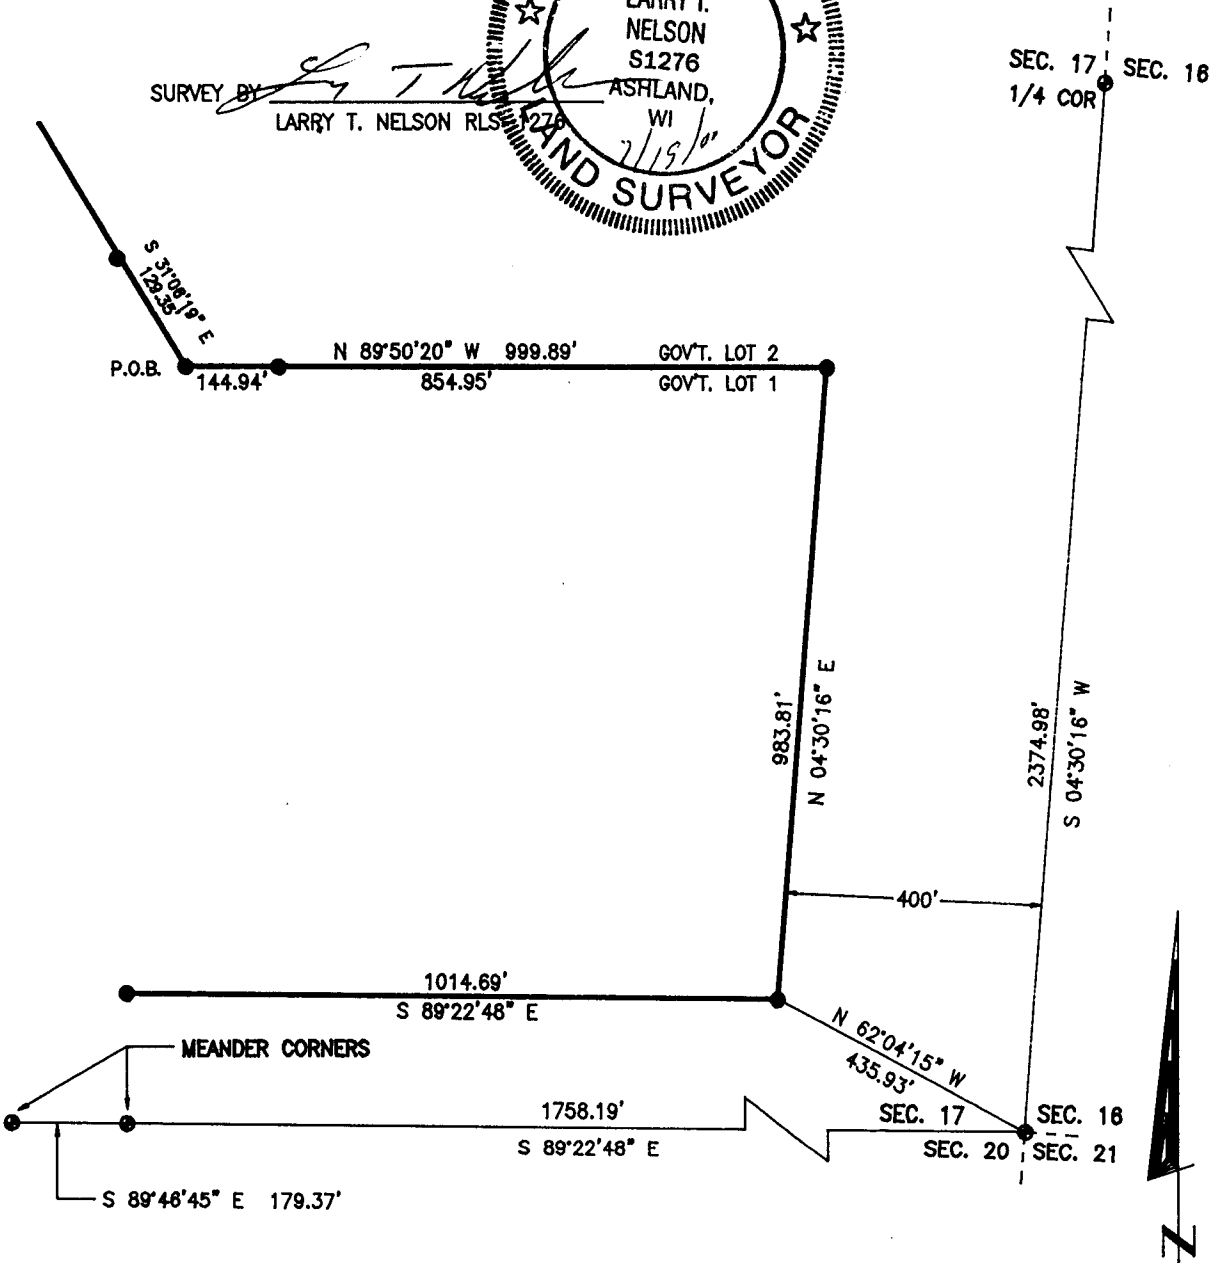 LARRY T.
NELSON
S1276
ASHLAND,
WI
LAND SURVEYOR
SURVEY BY
LARRY T. NELSON RLS 1276
SEC. 17 SEC. 16
1/4 COR
S 31°06'19" E
129.35'
N 89°50'20" W 999.89' GOV'T. LOT 2
P.O.B.
144.94' 854.95' GOV'T. LOT 1
983.81'
N 04°30'16" E
2374.98'
S 04°30'16" W
400'
1014.69'
S 89°22'48" E
N 62°04'15" W
435.93'
MEANDER CORNERS
1758.19'
S 89°22'48" E
SEC. 17 SEC. 16
SEC. 20 SEC. 21
S 89°46'45" E 179.37'
N